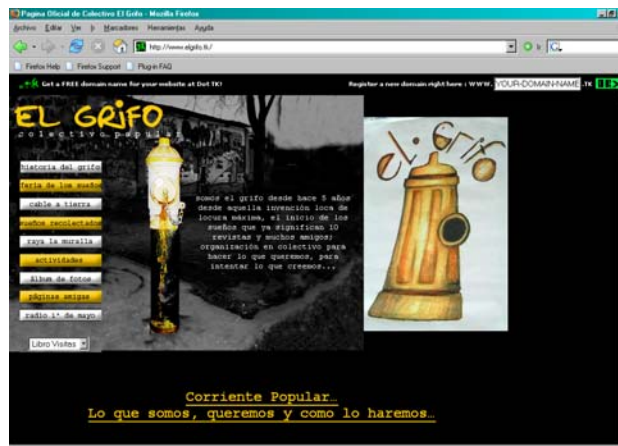 Pagina Oficial de Colectivo El Grifo - Mozilla Firefox
Archivo Editar Ver Ir Marcadores Herramientas Ayuda
http://www.elgrifo.tk/
Firefox Help Firefox Support Plug-in FAQ
Get a FREE domain name for your website at Dot TK!
Register a new domain right here : WWW. YOUR-DOMAIN-NAME .TK
EL GRIFO
colectivo popular
historia del grifo
feria de los sueños
cable a tierra
sueños recolectados
raya la muralla
actividades
álbum de fotos
páginas amigas
radio 1° de mayo
Libro Visitas
somos el grifo desde hace 5 años
desde aquella invención loca de
locura máxima, el inicio de los
sueños que ya significan 10
revistas y muchos amigos;
organización en colectivo para
hacer lo que queremos, para
intentar lo que creemos...
el. Grifo
Corriente Popular…
Lo que somos, queremos y como lo haremos…